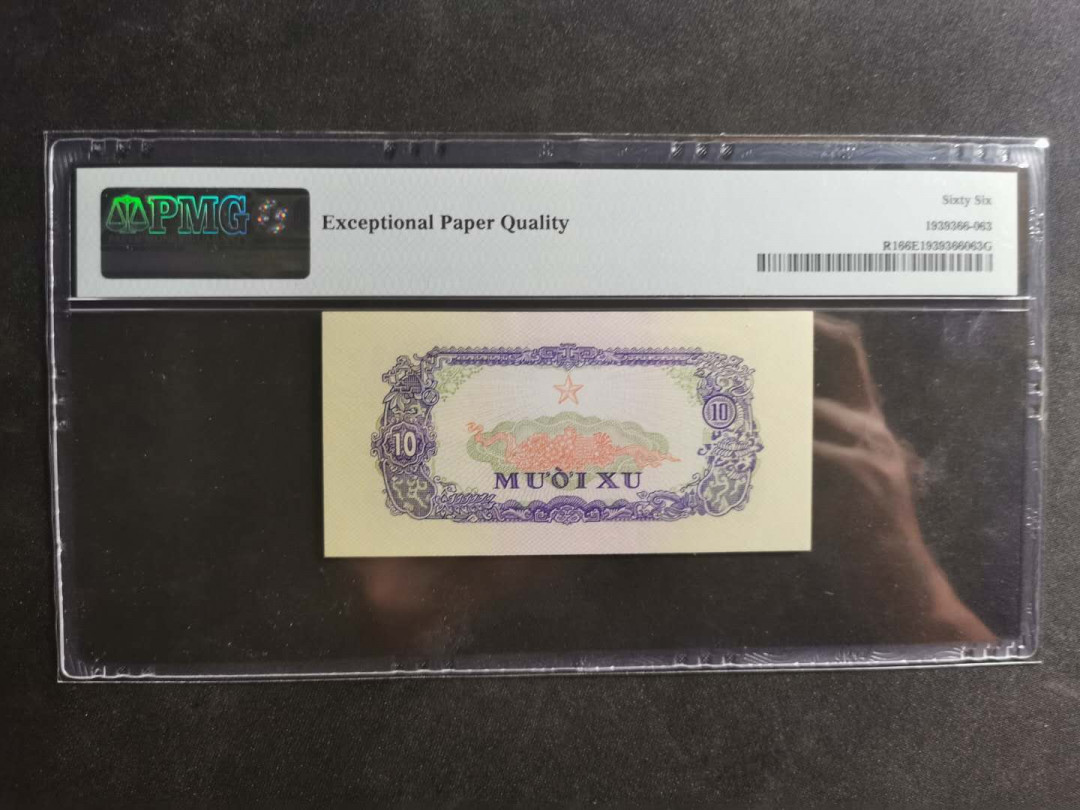 PMG
Exceptional Paper Quality
Sixty Six
1939366-063
R166E1939366063G
10
10
MƯỜI XU